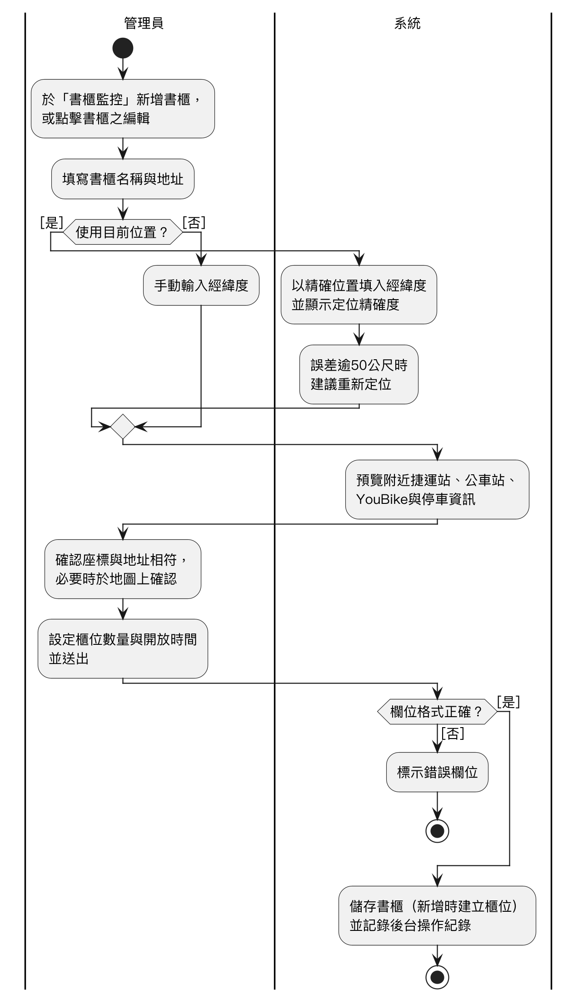 管理員
系統
於「書櫃監控」新增書櫃，
或點擊書櫃之編輯
填寫書櫃名稱與地址
[是]
使用目前位置？
[否]
手動輸入經緯度
以精確位置填入經緯度
並顯示定位精確度
誤差逾50公尺時
建議重新定位
預覽附近捷運站、公車站、
YouBike與停車資訊
確認座標與地址相符，
必要時於地圖上確認
設定櫃位數量與開放時間
並送出
欄位格式正確？
[是]
[否]
標示錯誤欄位
儲存書櫃（新增時建立櫃位）
並記錄後台操作紀錄